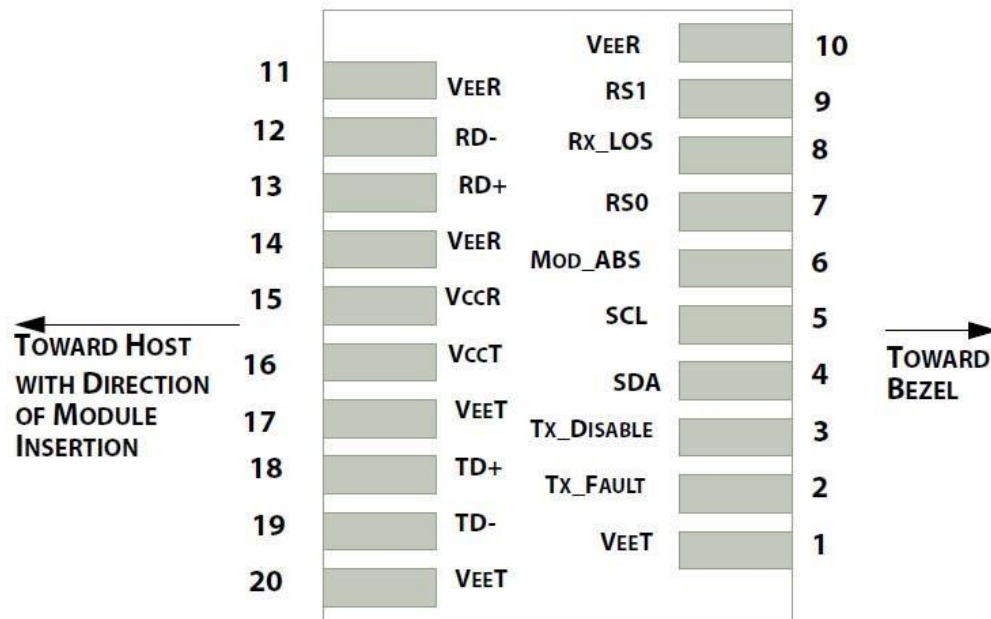 11 VEER
12 RD-
13 RD+
14 VEER
15 VCCR
16 VCCT
17 VEET
18 TD+
19 TD-
20 VEET
TOWARD HOST
WITH DIRECTION
OF MODULE
INSERTION
VEER 10
RS1 9
RX_LOS 8
RS0 7
MOD_ABS 6
SCL 5
SDA 4
TX_DISABLE 3
TX_FAULT 2
VEET 1
TOWARD
BEZEL